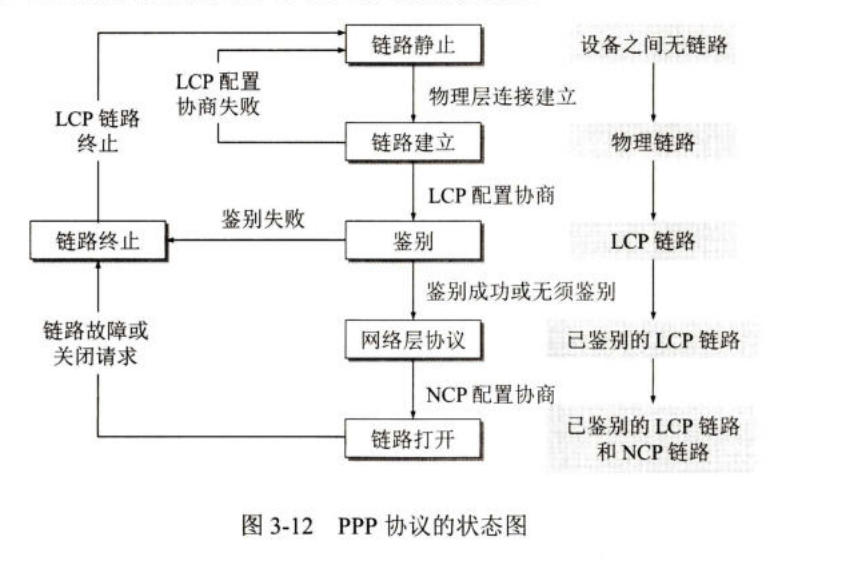 链路静止
设备之间无链路
LCP 配置
协商失败
物理层连接建立
LCP 链路
终止
链路建立
物理链路
LCP 配置协商
鉴别失败
链路终止
鉴别
LCP 链路
鉴别成功或无须鉴别
链路故障或
关闭请求
网络层协议
已鉴别的 LCP 链路
NCP 配置协商
链路打开
已鉴别的 LCP 链路
和 NCP 链路
图 3-12 PPP 协议的状态图